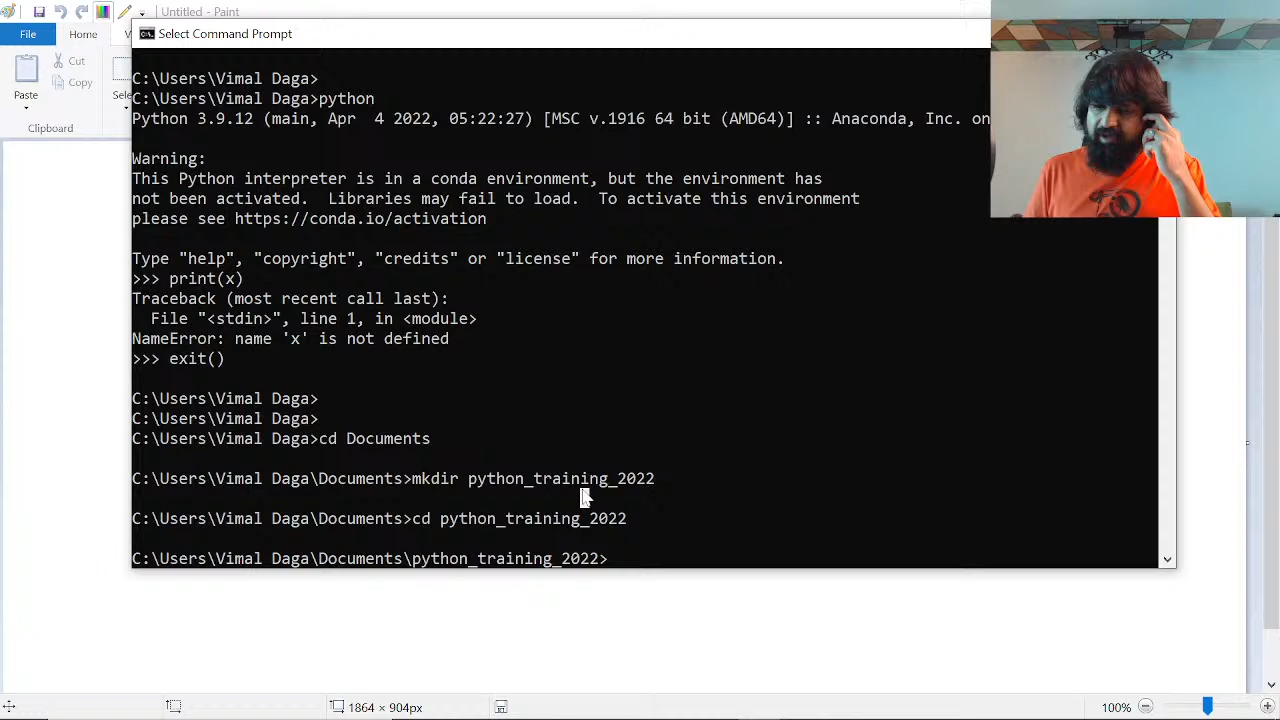 Untitled - Paint
File
Home
V
Paste
Cut
Copy
Sele
Clipboard
Select Command Prompt
C:\Users\Vimal Daga>
C:\Users\Vimal Daga>python
Python 3.9.12 (main, Apr  4 2022, 05:22:27) [MSC v.1916 64 bit (AMD64)] :: Anaconda, Inc. on
Warning:
This Python interpreter is in a conda environment, but the environment has
not been activated.  Libraries may fail to load.  To activate this environment
please see https://conda.io/activation
Type "help", "copyright", "credits" or "license" for more information.
>>> print(x)
Traceback (most recent call last):
  File "<stdin>", line 1, in <module>
NameError: name 'x' is not defined
>>> exit()
C:\Users\Vimal Daga>
C:\Users\Vimal Daga>
C:\Users\Vimal Daga>cd Documents
C:\Users\Vimal Daga\Documents>mkdir python_training_2022
C:\Users\Vimal Daga\Documents>cd python_training_2022
C:\Users\Vimal Daga\Documents\python_training_2022>
1864 × 904px
100%